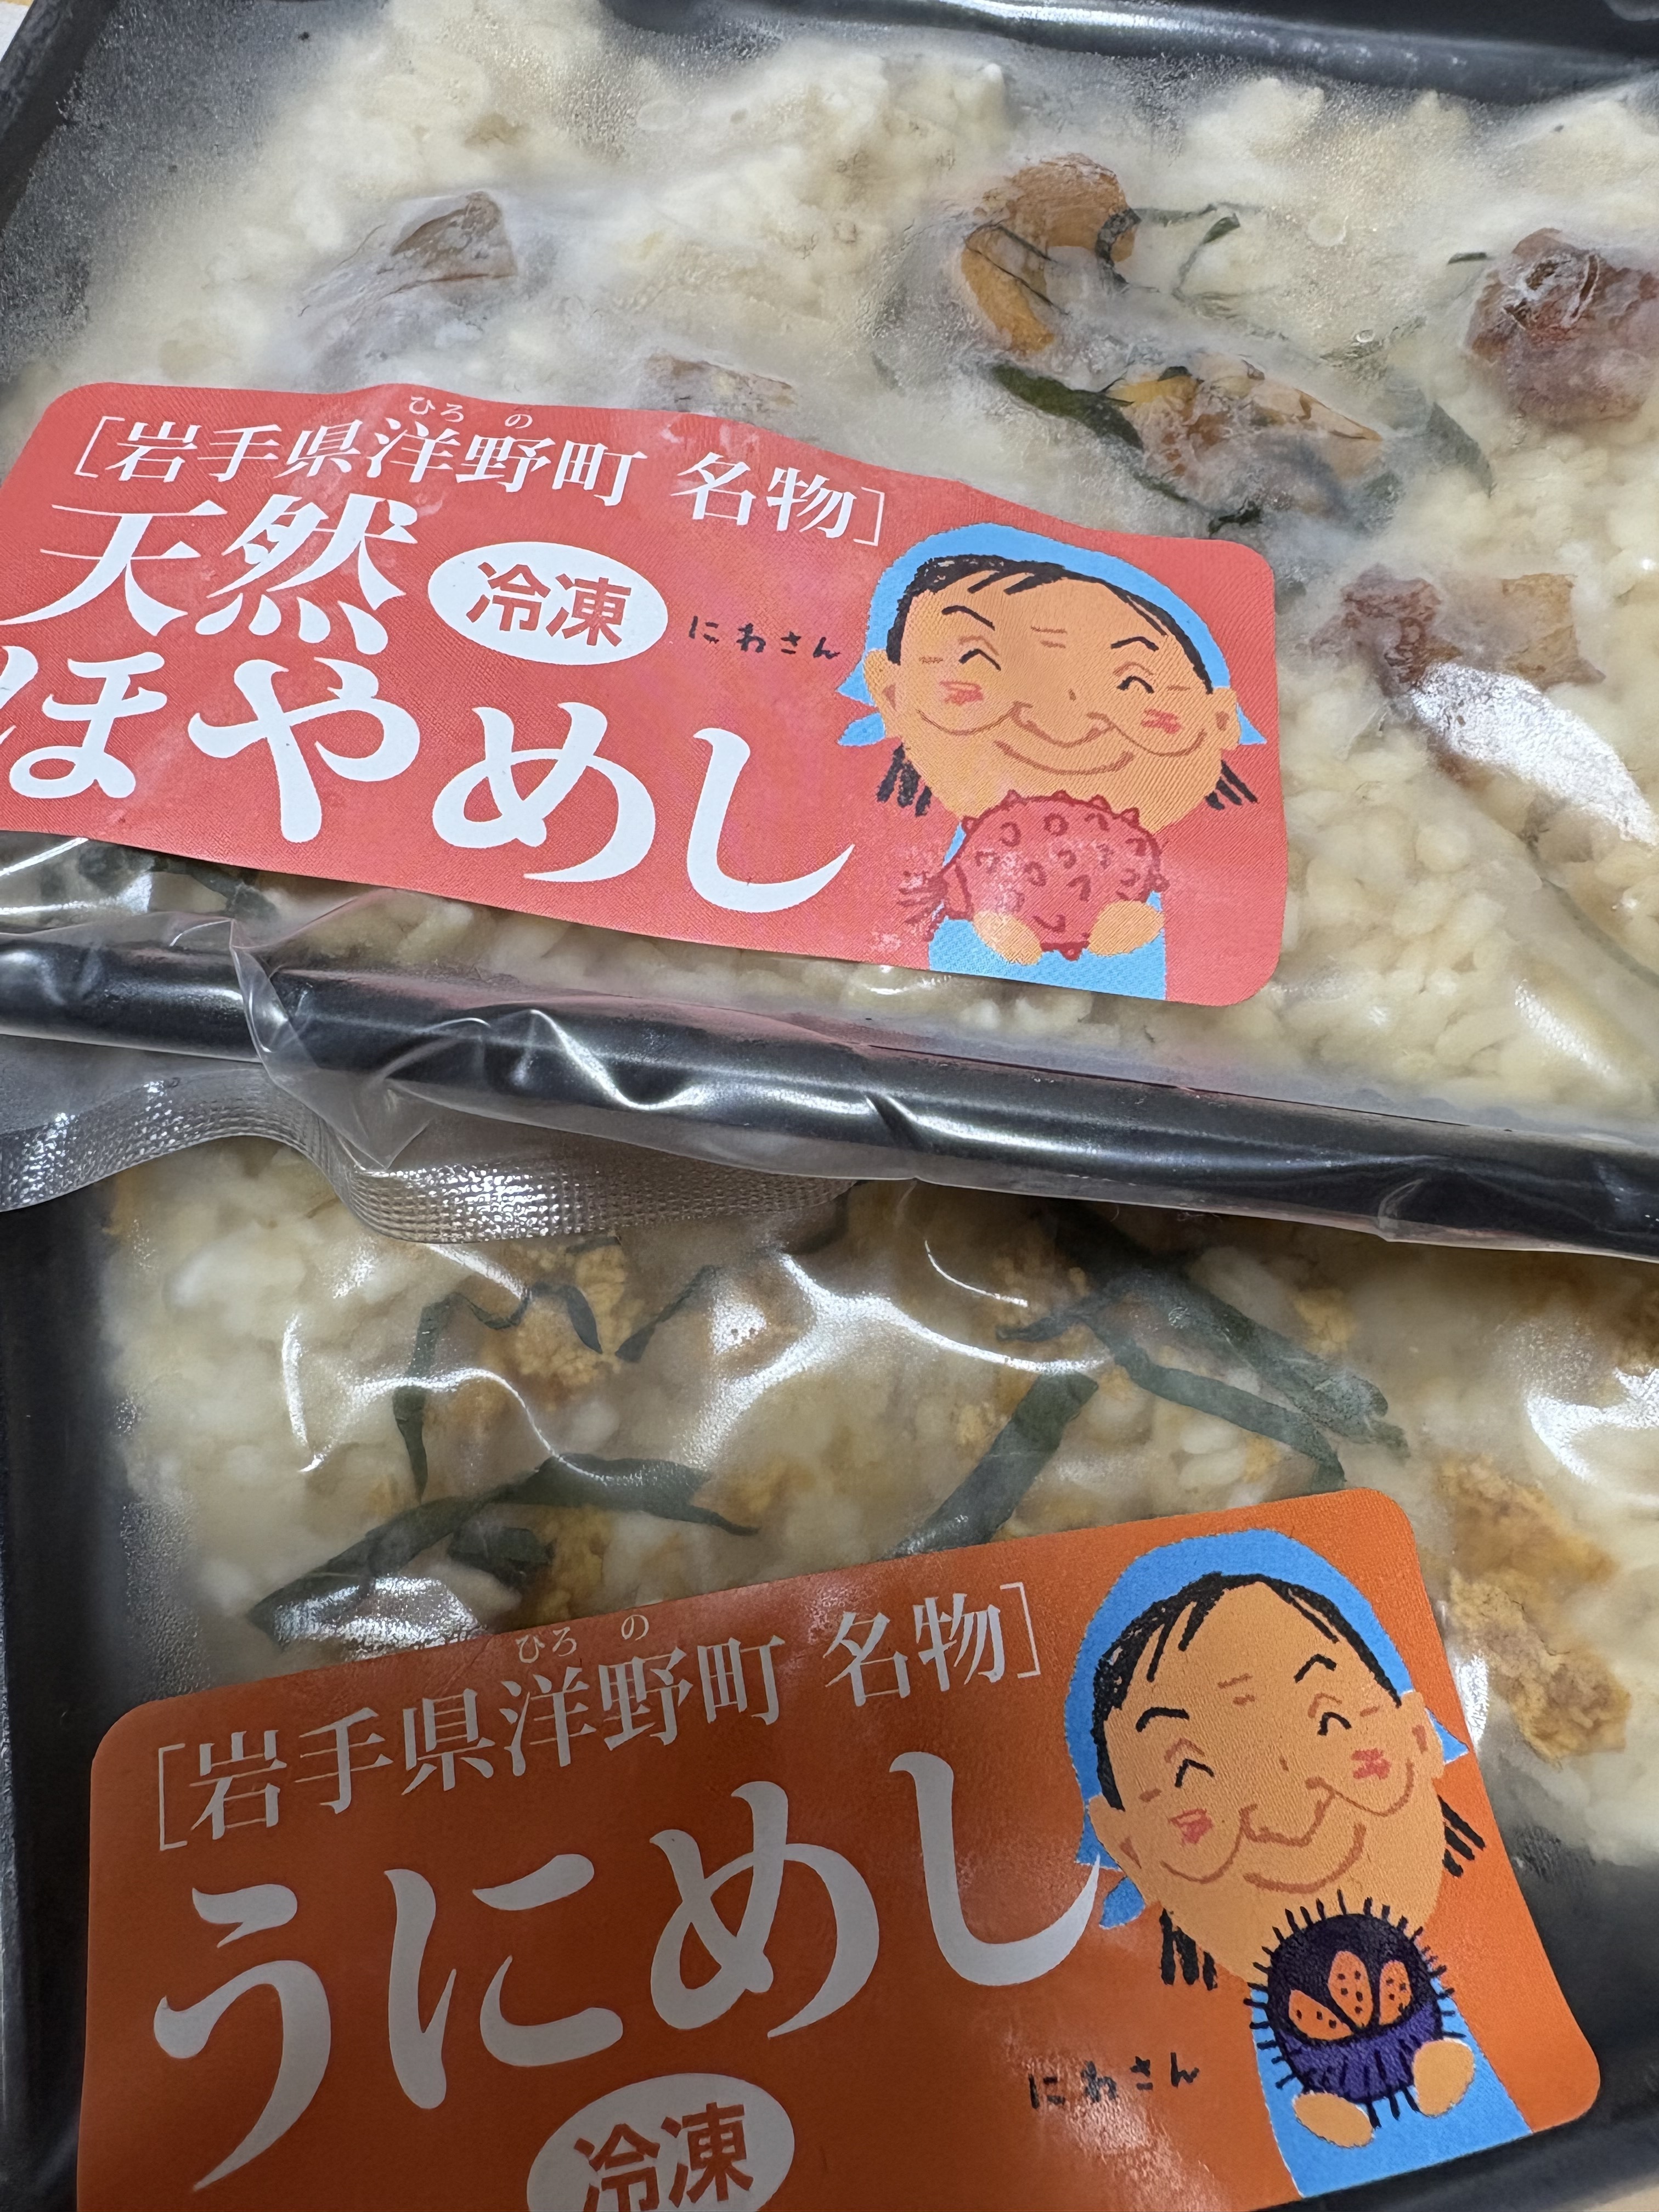 ひろの
[岩手県洋野町 名物]
天然
冷凍
にわさん
ほやめし
ひろの
[岩手県洋野町 名物]
うにめし
にわさん
冷凍